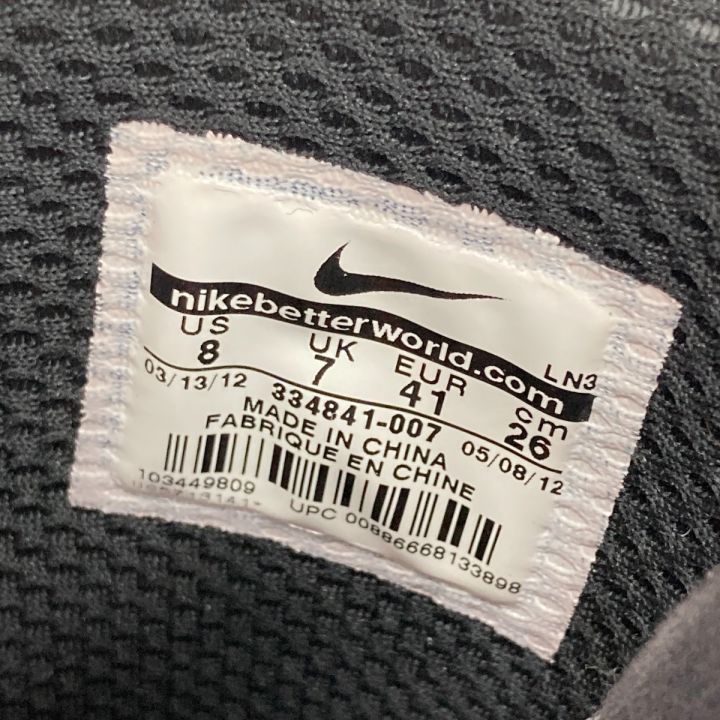 nikebetterworld.com
LN3
US UK EUR cm
8 7 41 26
03/13/12 334841-007 05/08/12
MADE IN CHINA
FABRIQUE EN CHINE
103449809
UPC 00886668133898